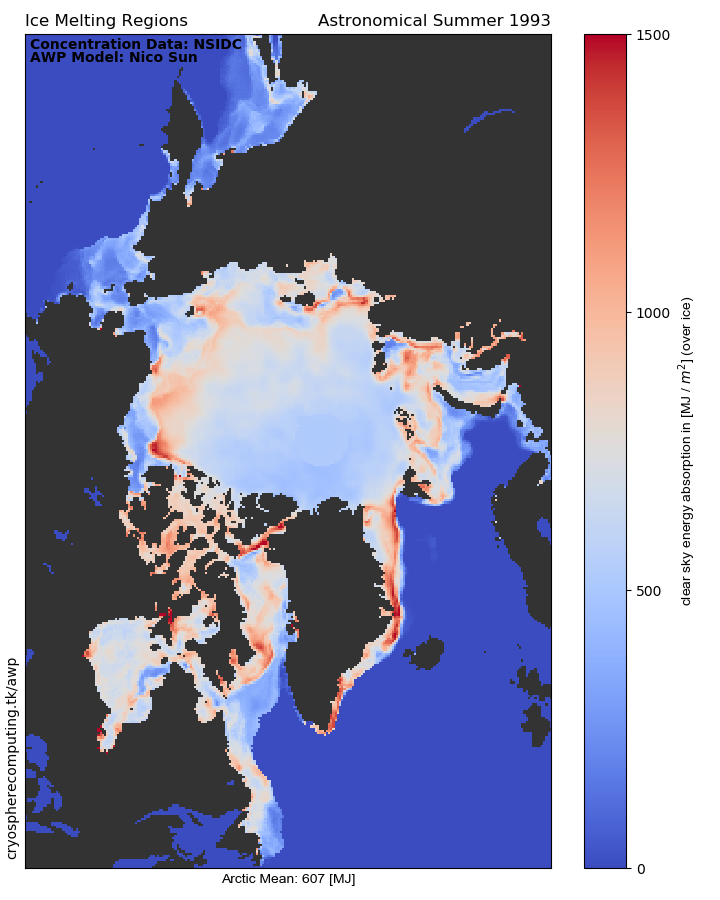 Ice Melting Regions
Astronomical Summer 1993
Concentration Data: NSIDC
AWP Model: Nico Sun
1500
1000
500
0
clear sky energy absorption in [MJ / m²] (over ice)
cryospherecomputing.tk/awp
Arctic Mean: 607 [MJ]